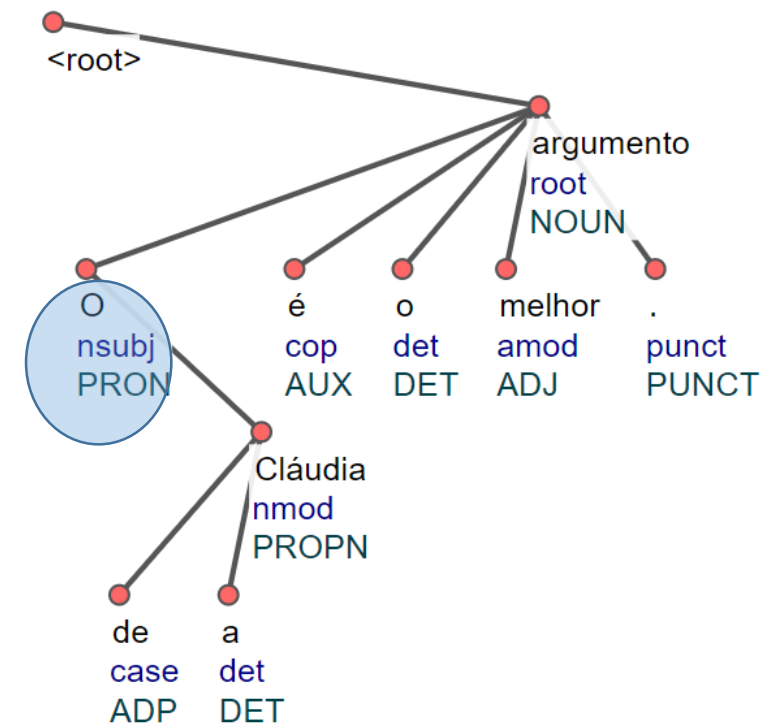 <root>
argumento
root
NOUN
O é o melhor .
nsubj cop det amod punct
PRON AUX DET ADJ PUNCT
Cláudia
nmod
PROPN
de a
case det
ADP DET